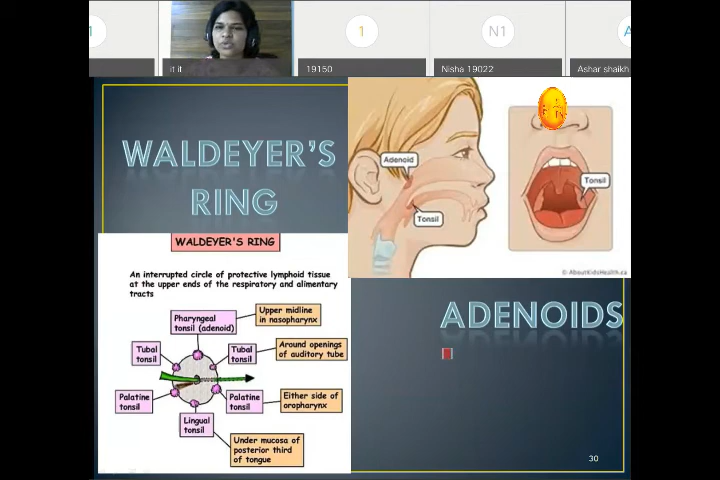 1
it it
1
19150
N1
Nisha 19022
Ashar shaikh
WALDEYER'S
RING
Adenoid
Tonsil
Tonsil
© AboutKidsHealth.ca
WALDEYER'S RING
An interrupted circle of protective lymphoid tissue
at the upper ends of the respiratory and alimentary
tracts
Pharyngeal
tonsil (adenoid)
Upper midline
in nasopharynx
Tubal
tonsil
Tubal
tonsil
Around openings
of auditory tube
Palatine
tonsil
Palatine
tonsil
Either side of
oropharynx
Lingual
tonsil
Under mucosa of
posterior third
of tongue
ADENOIDS
30